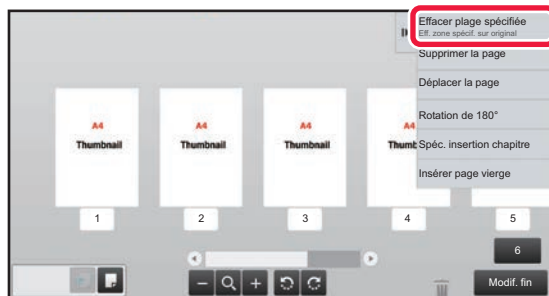 Effacer plage spécifiée
Eff. zone spécif. sur original
Supprimer la page
Déplacer la page
Rotation de 180°
Spéc. insertion chapitre
Insérer page vierge
A4
Thumbnail
A4
Thumbnail
A4
Thumbnail
A4
Thumb
1
2
3
4
5
6
Modif. fin